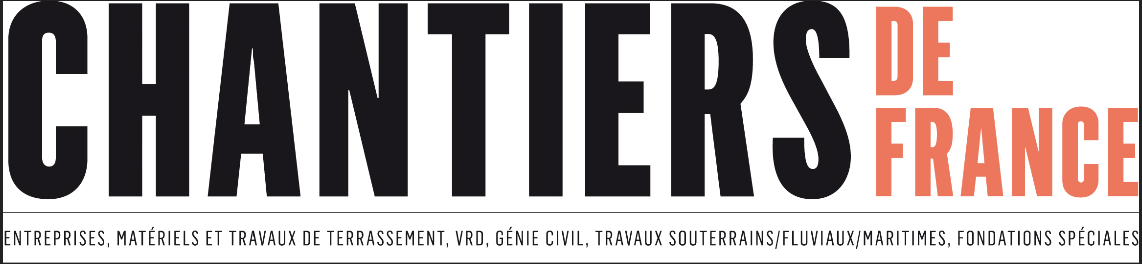 CHANTIERS DE FRANCE
ENTREPRISES, MATÉRIELS ET TRAVAUX DE TERRASSEMENT, VRD, GÉNIE CIVIL, TRAVAUX SOUTERRAINS/FLUVIAUX/MARITIMES, FONDATIONS SPÉCIALES